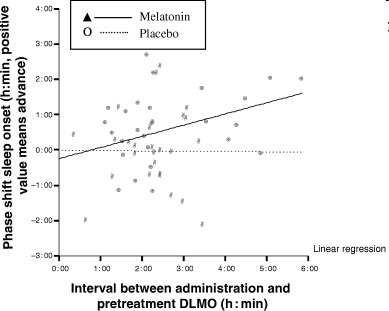 Melatonin
Placebo
Phase shift sleep onset (h:min, positive
value means advance)
4:00
3:00
2:00
1:00
0:00
−1:00
−2:00
−3:00
0:00 1:00 2:00 3:00 4:00 5:00 6:00
Linear regression
Interval between administration and
pretreatment DLMO (h:min)